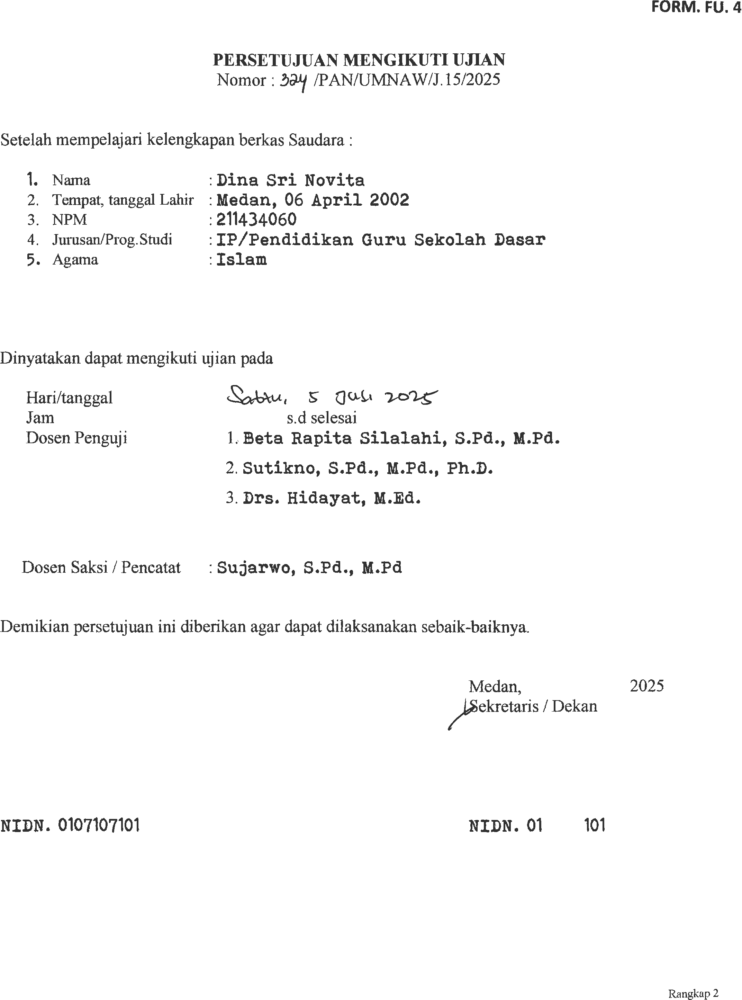 FORM. FU. 4
PERSETUJUAN MENGIKUTI UJIAN
Nomor : 324 /PAN/UMNAW/J.15/2025
Setelah mempelajari kelengkapan berkas Saudara :
1. Nama : Dina Sri Novita
2. Tempat, tanggal Lahir : Medan, 06 April 2002
3. NPM : 211434060
4. Jurusan/Prog.Studi : IP/Pendidikan Guru Sekolah Dasar
5. Agama : Islam
Dinyatakan dapat mengikuti ujian pada
Hari/tanggal Sabtu, 5 Juli 2025
Jam s.d selesai
Dosen Penguji 1. Beta Rapita Silalahi, S.Pd., M.Pd.
2. Sutikno, S.Pd., M.Pd., Ph.D.
3. Drs. Hidayat, M.Ed.
Dosen Saksi / Pencatat : Sujarwo, S.Pd., M.Pd
Demikian persetujuan ini diberikan agar dapat dilaksanakan sebaik-baiknya.
Medan, 2025
Sekretaris / Dekan
NIDN. 0107107101 NIDN. 01 101
Rangkap 2